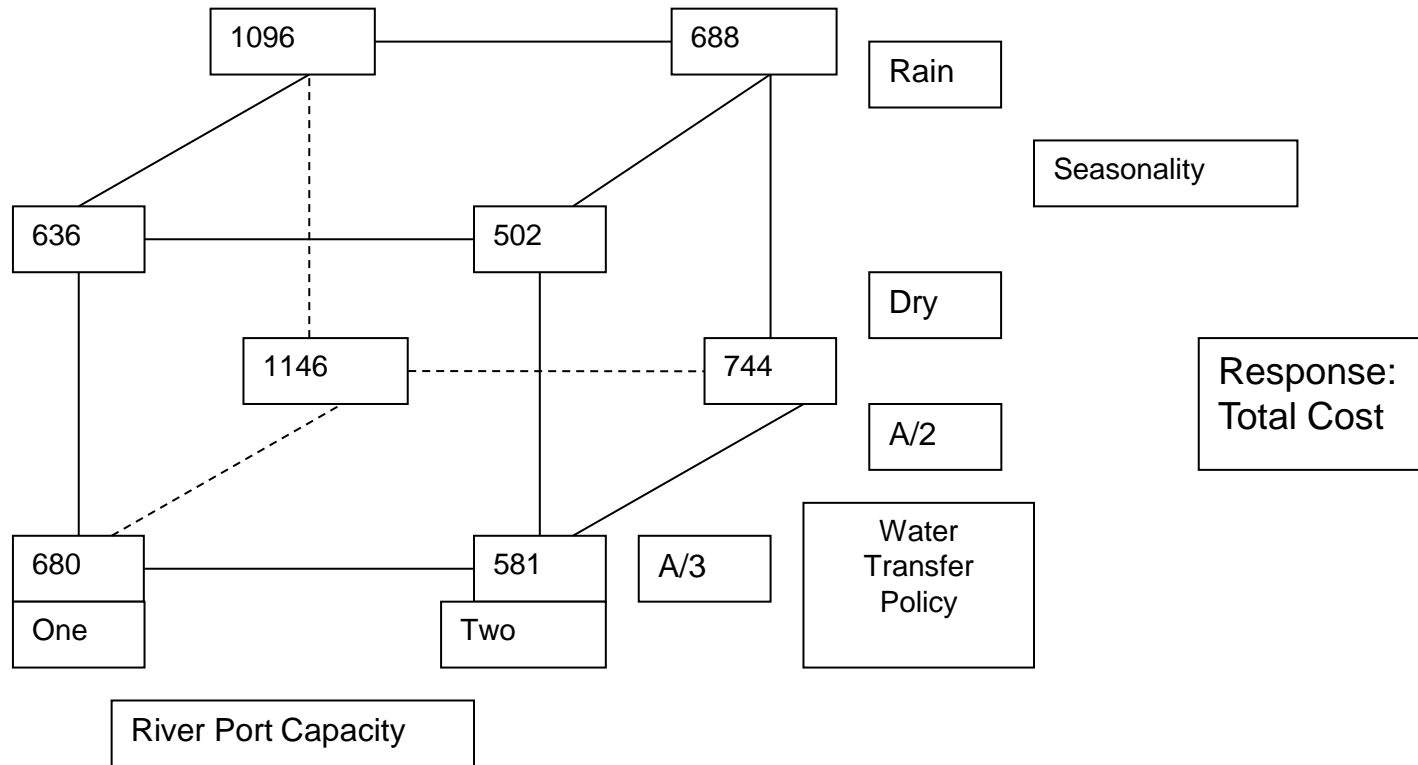 1096
688
Rain
Seasonality
636
502
Dry
1146
744
Response:
Total Cost
A/2
Water
Transfer
Policy
680
581
A/3
One
Two
River Port Capacity